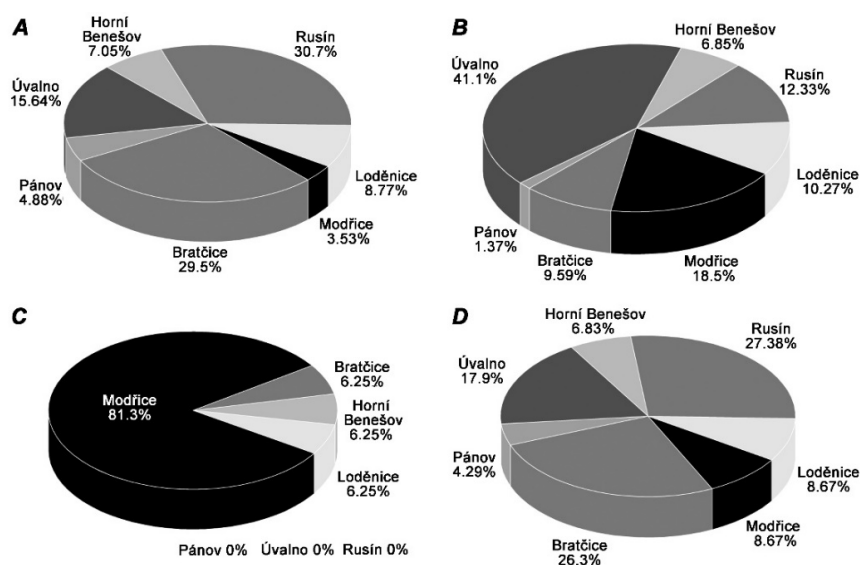 A
Horní
Benešov
7.05%
Rusín
30.7%
Úvalno
15.64%
Pánov
4.88%
Loděnice
8.77%
Modřice
3.53%
Bratčice
29.5%
B
Horní Benešov
6.85%
Úvalno
41.1%
Rusín
12.33%
Loděnice
10.27%
Pánov
1.37%
Bratčice
9.59%
Modřice
18.5%
C
Modřice
81.3%
Bratčice
6.25%
Horní
Benešov
6.25%
Loděnice
6.25%
Pánov 0% Úvalno 0% Rusín 0%
D
Horní Benešov
6.83%
Rusín
27.38%
Úvalno
17.9%
Pánov
4.29%
Loděnice
8.67%
Modřice
8.67%
Bratčice
26.3%